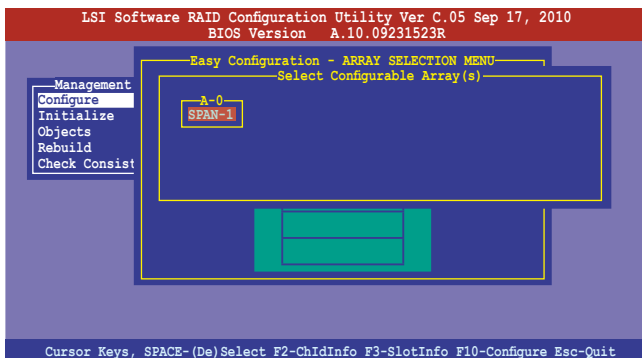 LSI Software RAID Configuration Utility Ver C.05 Sep 17, 2010
BIOS Version A.10.09231523R
Easy Configuration - ARRAY SELECTION MENU
Select Configurable Array(s)
Management
Configure
Initialize
Objects
Rebuild
Check Consist
A-0
SPAN-1
Cursor Keys, SPACE-(De)Select F2-ChIdInfo F3-SlotInfo F10-Configure Esc-Quit